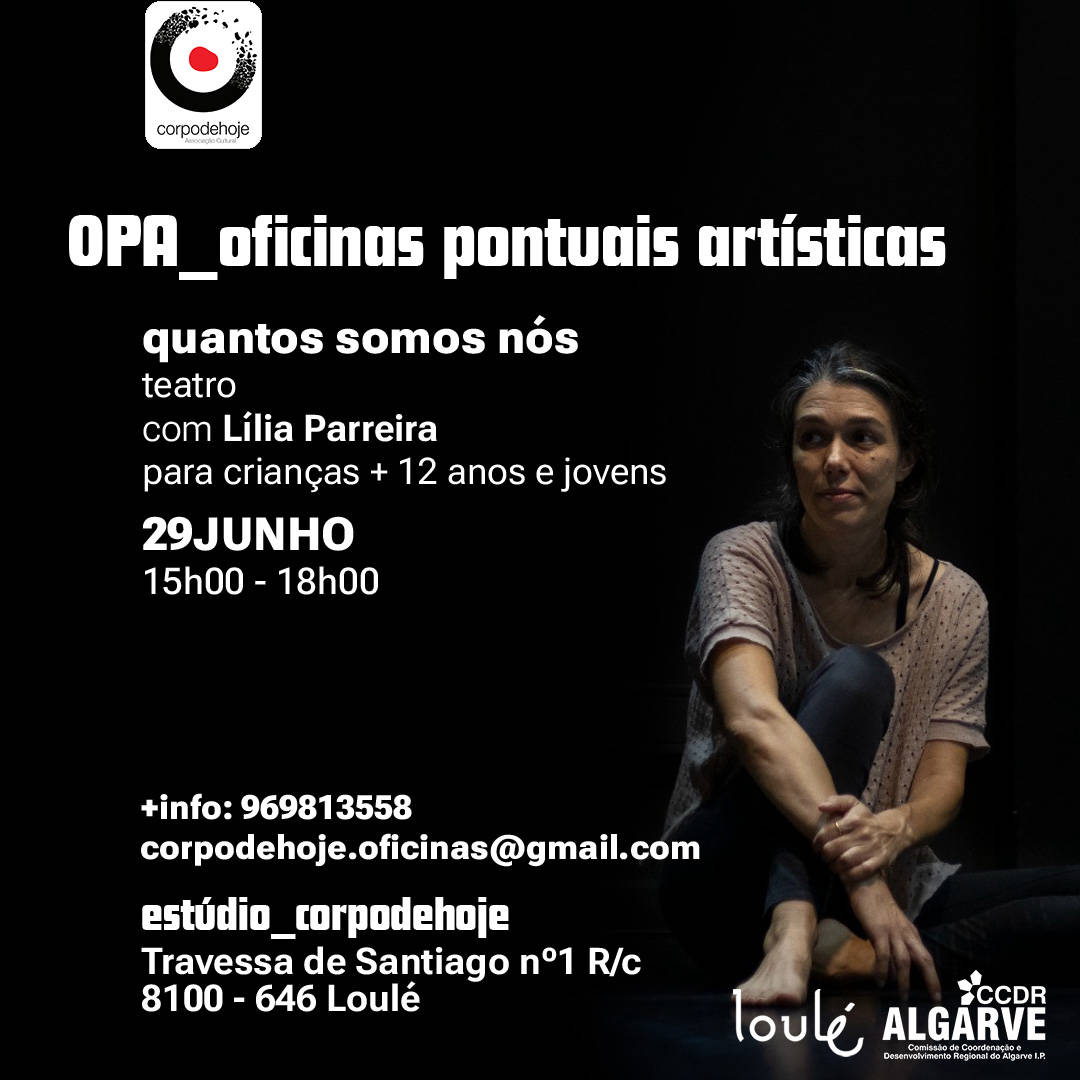 corpodehoje
Associação Cultural
OPA_oficinas pontuais artísticas
quantos somos nós
teatro
com Lília Parreira
para crianças + 12 anos e jovens
29JUNHO
15h00 - 18h00
+info: 969813558
corpodehoje.oficinas@gmail.com
estúdio_corpodehoje
Travessa de Santiago nº1 R/c
8100 - 646 Loulé
loulé
CCDR
ALGARVE
Comissão de Coordenação e
Desenvolvimento Regional do Algarve I.P.